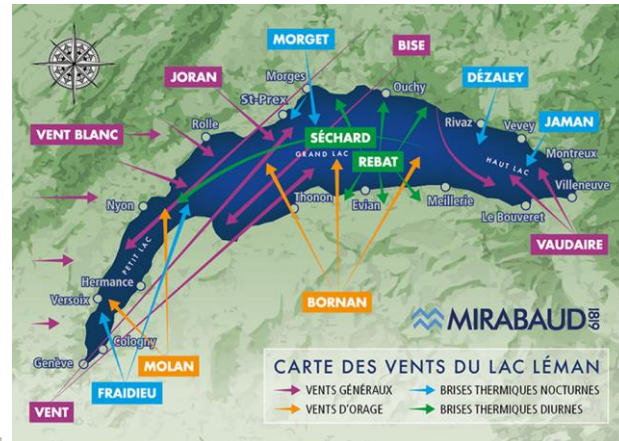 MORGET
BISE
JORAN
Morges
Ouchy
DÉZALEY
St-Prex
VENT BLANC
Rolle
SÉCHARD
Rivaz
Vevey
JAMAN
GRAND LAC
REBAT
HAUT LAC
Montreux
Nyon
Thonon
Evian
Meillerie
Villeneuve
Le Bouveret
PETIT LAC
VAUDAIRE
Hermance
Versoix
BORNAN
MIRABAUD
1819
Cologny
Genève
MOLAN
FRAIDIEU
VENT
CARTE DES VENTS DU LAC LÉMAN
VENTS GÉNÉRAUX
BRISES THERMIQUES NOCTURNES
VENTS D'ORAGE
BRISES THERMIQUES DIURNES